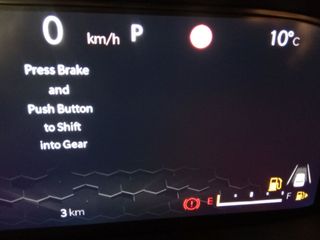 0 km/h P 10°C
Press Brake
and
Push Button
to Shift
into Gear
3 km E F